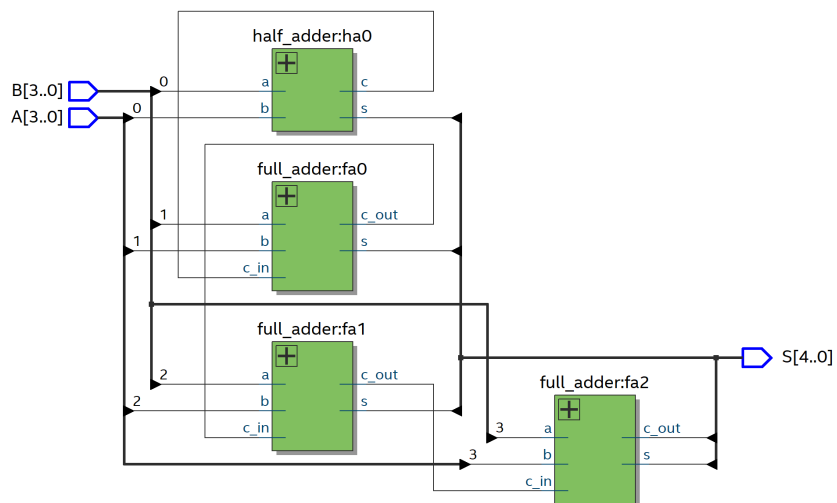 half_adder:ha0
B[3..0] 0 a c
A[3..0] 0 b s
full_adder:fa0
1 a c_out
1 b s
c_in
full_adder:fa1
2 a c_out
2 b s
c_in
S[4..0]
full_adder:fa2
3 a c_out
3 b s
c_in